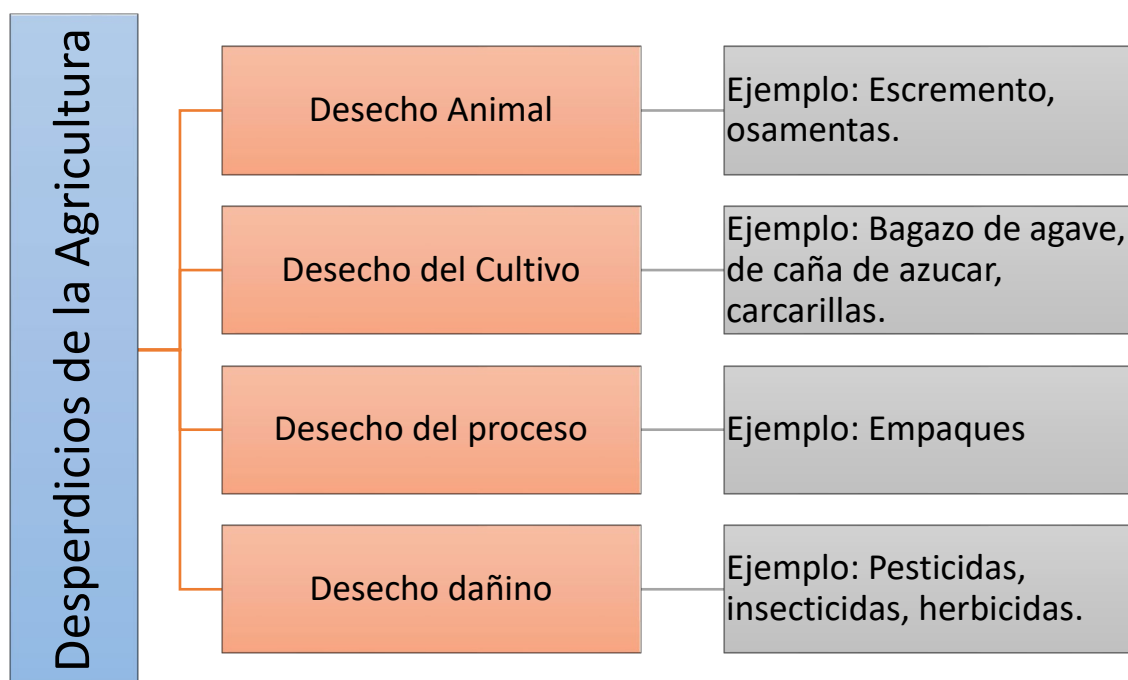 Desperdicios de la Agricultura
Desecho Animal
Ejemplo: Escremento,
osamentas.
Desecho del Cultivo
Ejemplo: Bagazo de agave,
de caña de azucar,
carcarillas.
Desecho del proceso
Ejemplo: Empaques
Desecho dañino
Ejemplo: Pesticidas,
insecticidas, herbicidas.